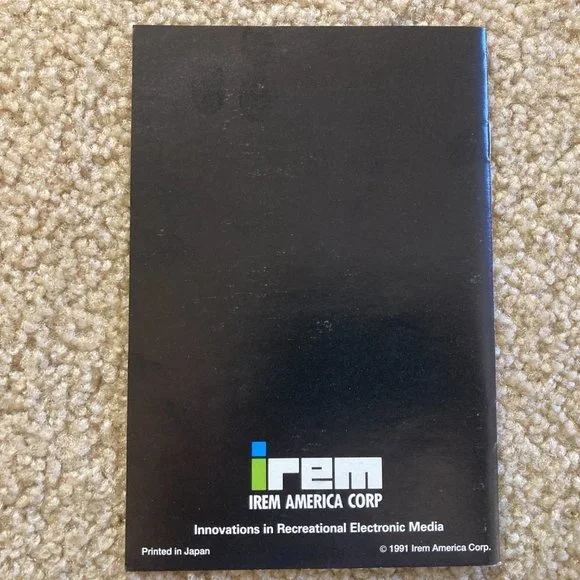 irem
IREM AMERICA CORP
Innovations in Recreational Electronic Media
Printed in Japan
© 1991 Irem America Corp.